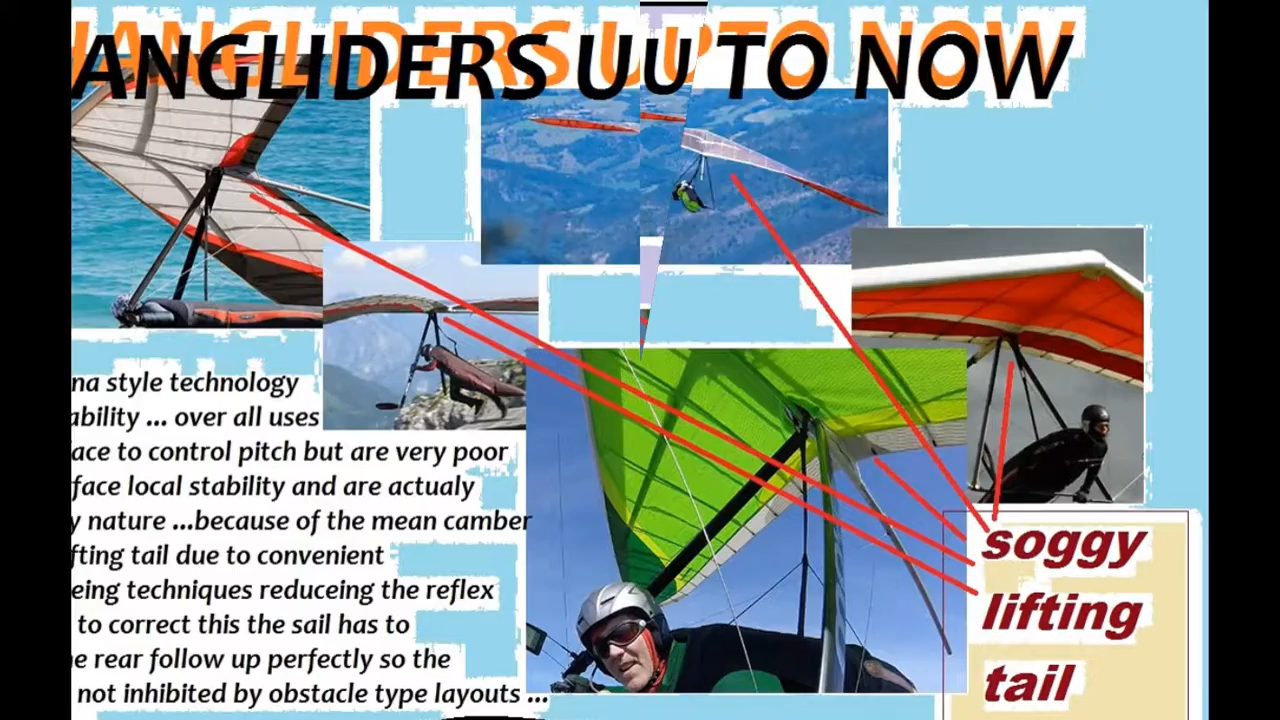 ANGLIDERS UU TO NOW
na style technology
ability ... over all uses
ace to control pitch but are very poor
face local stability and are actualy
y nature ...because of the mean camber
fting tail due to convenient
eing techniques reduceing the reflex
to correct this the sail has to
e rear follow up perfectly so the
not inhibited by obstacle type layouts ...
soggy
lifting
tail